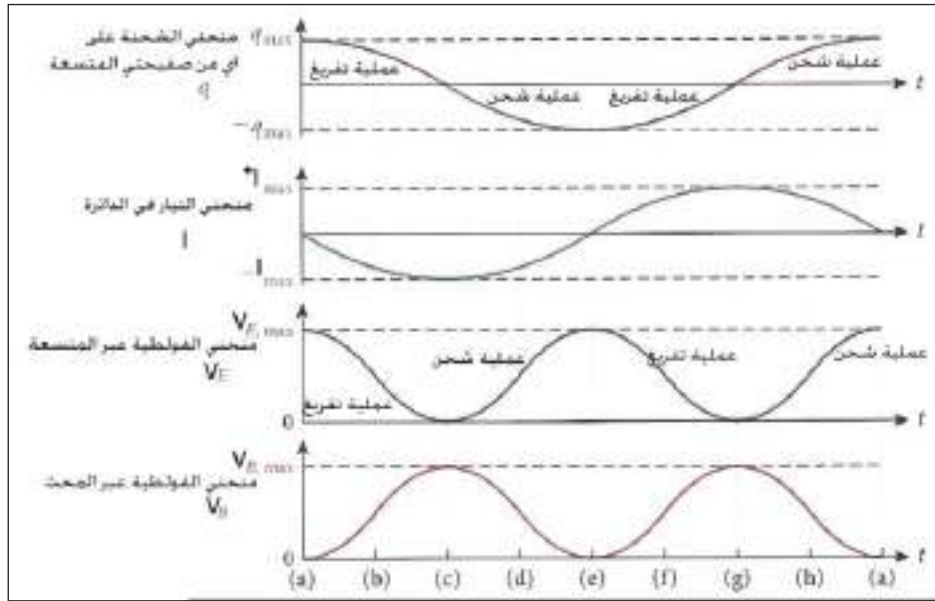 منحني الشحنة على
أي من صفيحتي المتسعة
q
q max
− q max
t
عملية تفريغ
عملية شحن
عملية تفريغ
عملية شحن
منحني التيار في الدائرة
I
+I max
−I max
t
منحني الفولطية عبر المتسعة
V E
V E, max
0
t
عملية تفريغ
عملية شحن
عملية تفريغ
عملية شحن
منحني الفولطية عبر المحث
V B
V B, max
0
t
(a) (b) (c) (d) (e) (f) (g) (h) (a)